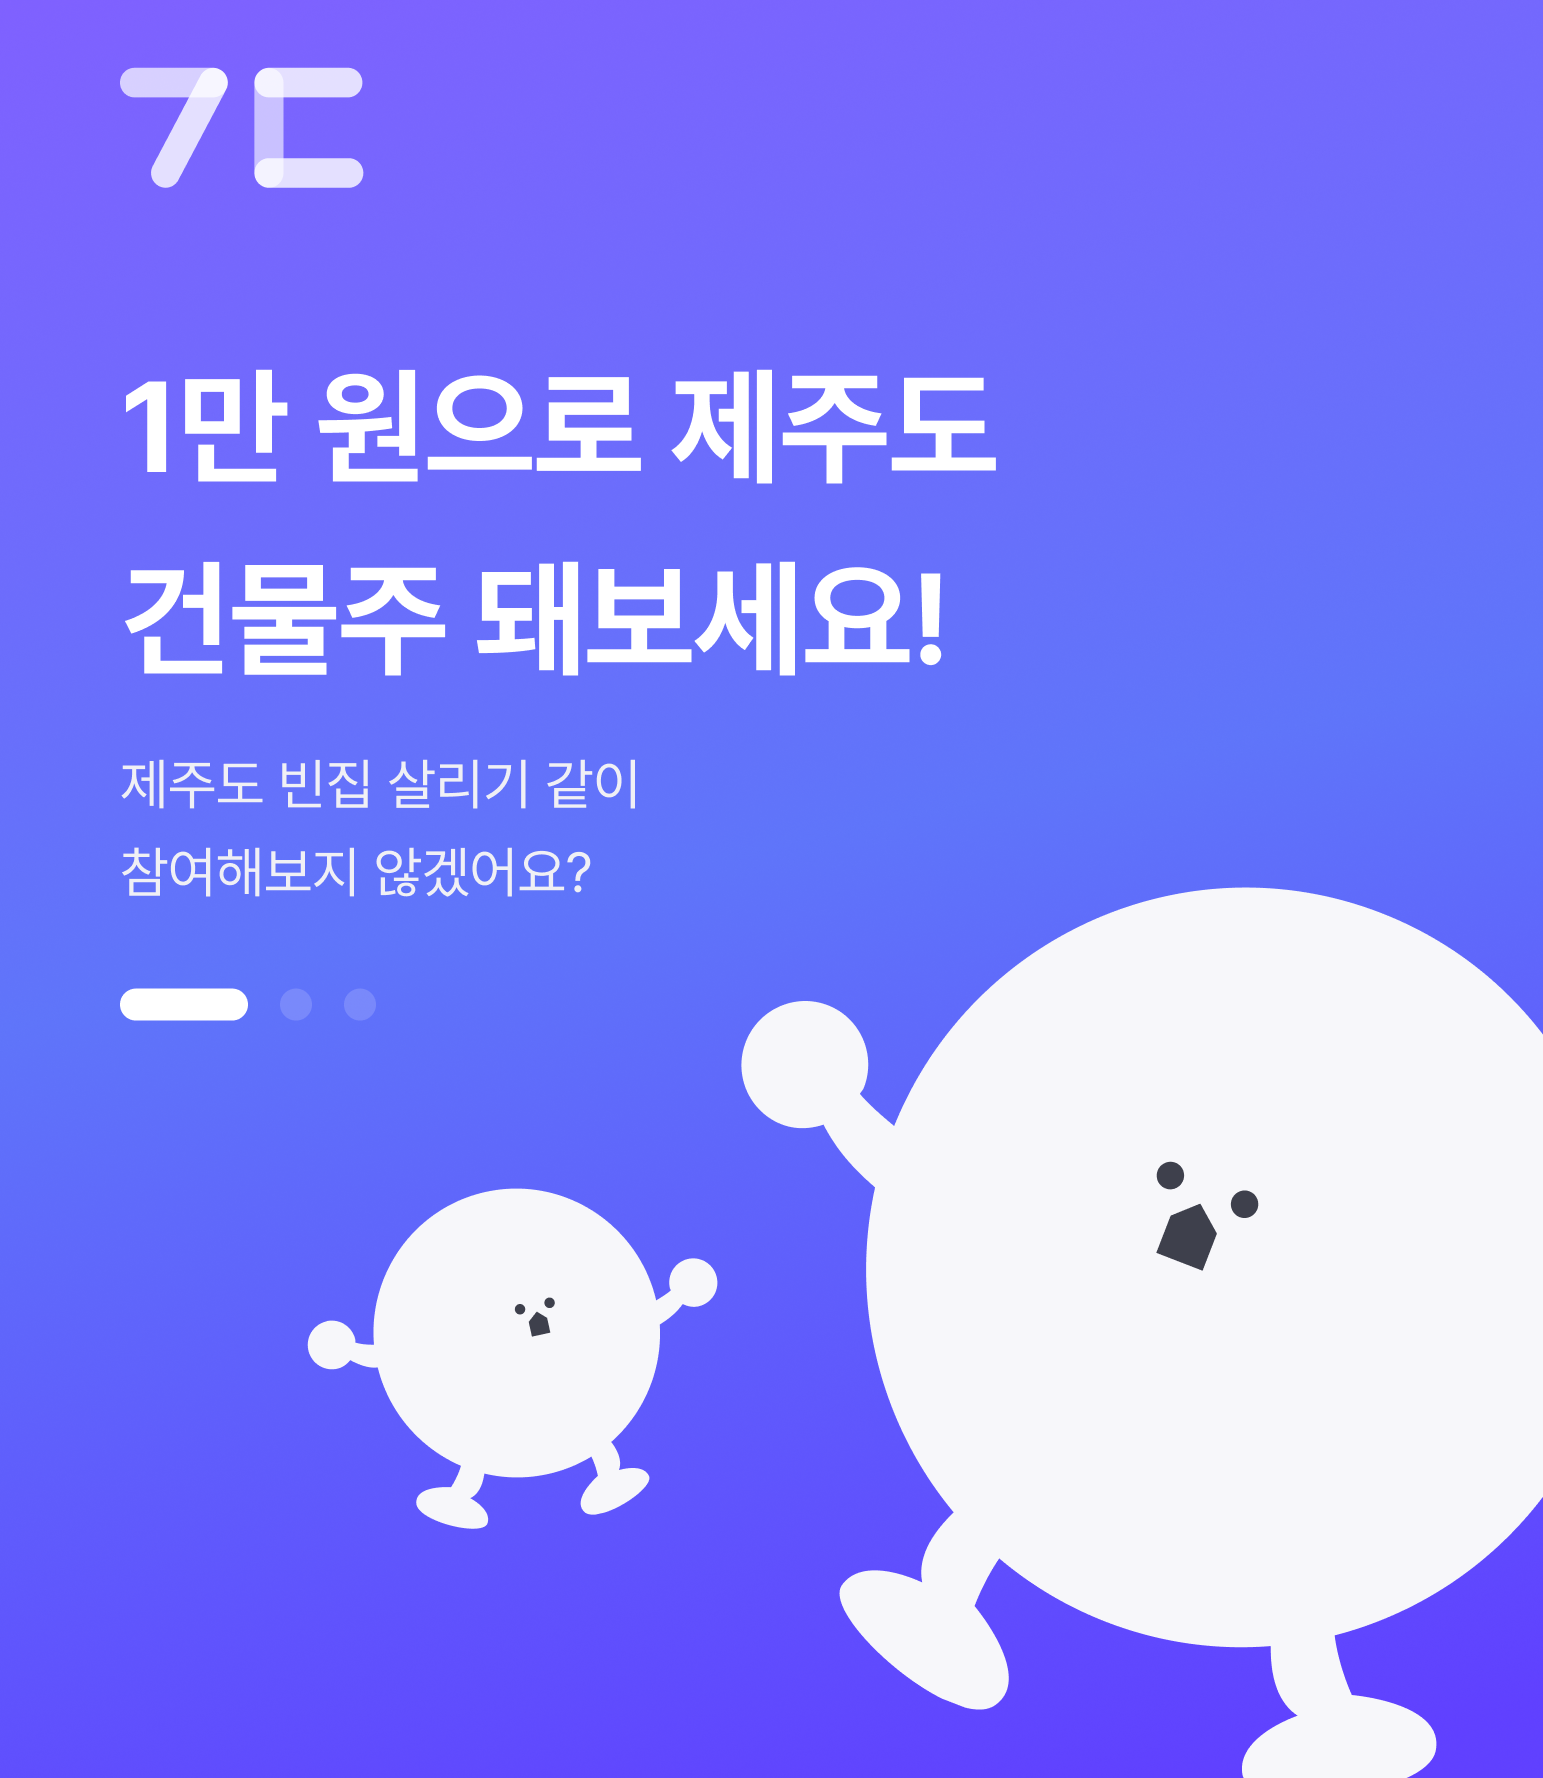 7C
1만 원으로 제주도
건물주 돼보세요!
제주도 빈집 살리기 같이
참여해보지 않겠어요?